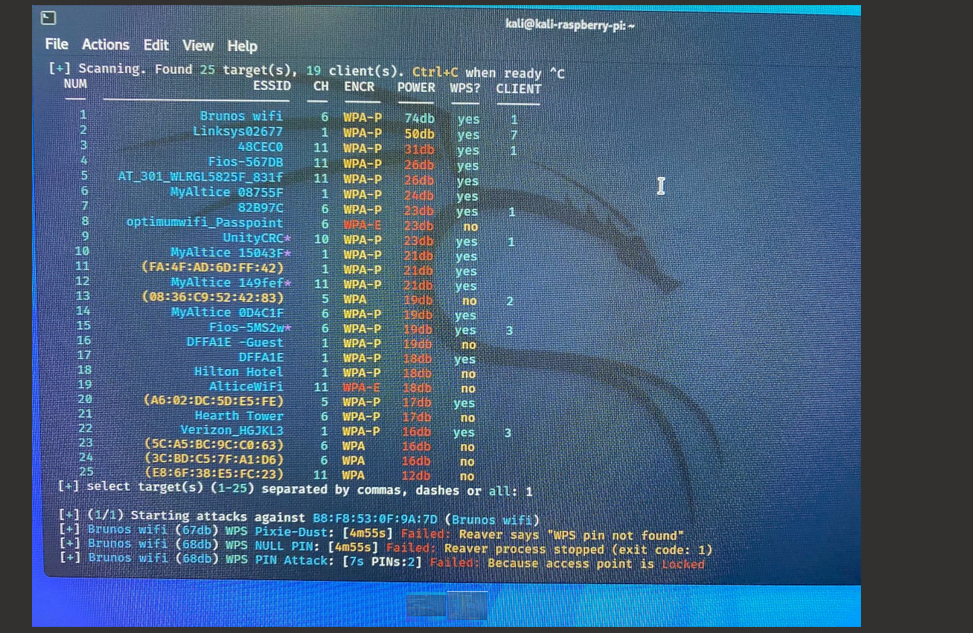 kali@kali-raspberry-pi: ~
File Actions Edit View Help
[+] Scanning. Found 25 target(s), 19 client(s). Ctrl+C when ready ^C
NUM ESSID CH ENCR POWER WPS? CLIENT
1 Brunos wifi 6 WPA-P 74db yes 1
2 Linksys02677 1 WPA-P 50db yes 7
3 48CEC0 11 WPA-P 31db yes 1
4 Fios-567DB 11 WPA-P 26db yes
5 AT_301_WLRGL5825F_831f 11 WPA-P 26db yes
6 MyAltice 08755F 1 WPA-P 24db yes
7 82B97C 6 WPA-P 23db yes 1
8 optimumwifi_Passpoint 6 WPA-E 23db no
9 UnityCRC* 10 WPA-P 23db yes 1
10 MyAltice 15043F* 1 WPA-P 21db yes
11 (FA:4F:AD:6D:FF:42) 1 WPA-P 21db yes
12 MyAltice 149fef* 11 WPA-P 21db yes
13 (08:36:C9:52:42:83) 5 WPA 19db no 2
14 MyAltice 0D4C1F 6 WPA-P 19db yes
15 Fios-5MS2w* 6 WPA-P 19db yes 3
16 DFFA1E -Guest 1 WPA-P 19db no
17 DFFA1E 1 WPA-P 18db yes
18 Hilton Hotel 1 WPA-P 18db no
19 AlticeWiFi 11 WPA-E 18db no
20 (A6:02:DC:5D:E5:FE) 5 WPA-P 17db yes
21 Hearth Tower 6 WPA-P 17db no
22 Verizon_HGJKL3 1 WPA-P 16db yes 3
23 (5C:A5:BC:9C:C0:63) 6 WPA 16db no
24 (3C:BD:C5:7F:A1:D6) 6 WPA 16db no
25 (E8:6F:38:E5:FC:23) 11 WPA 12db no
[+] select target(s) (1-25) separated by commas, dashes or all: 1
[+] (1/1) Starting attacks against B8:F8:53:0F:9A:7D (Brunos wifi)
[+] Brunos wifi (67db) WPS Pixie-Dust: [4m55s] Failed: Reaver says "WPS pin not found"
[+] Brunos wifi (68db) WPS NULL PIN: [4m55s] Failed: Reaver process stopped (exit code: 1)
[+] Brunos wifi (68db) WPS PIN Attack: [7s PINs:2] Failed: Because access point is Locked